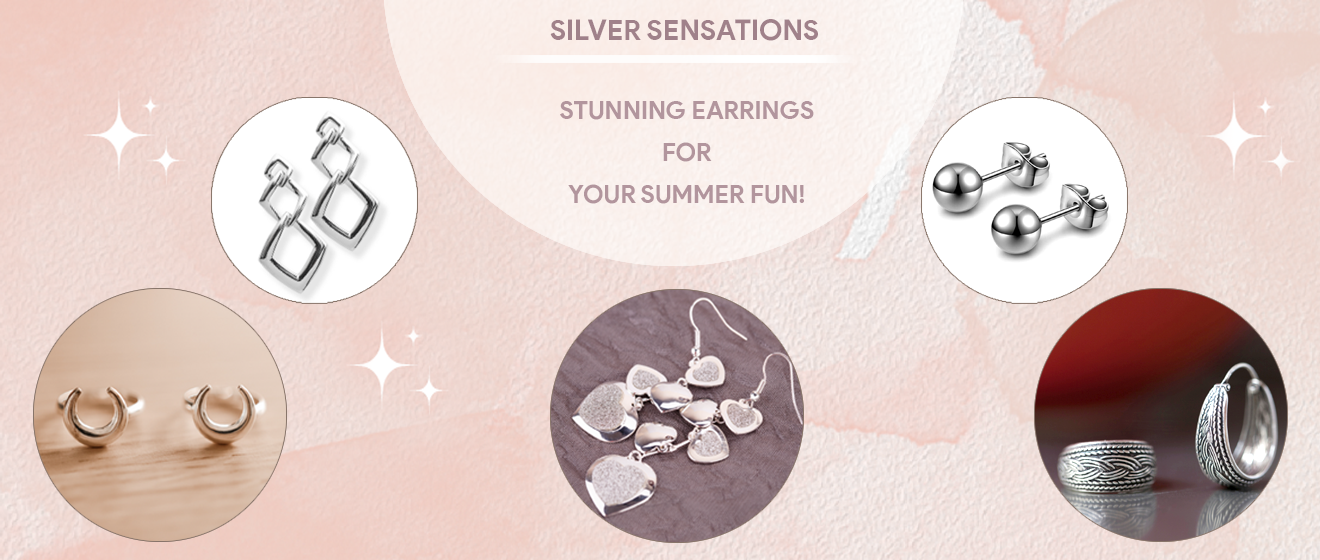 SILVER SENSATIONS
STUNNING EARRINGS
FOR
YOUR SUMMER FUN!